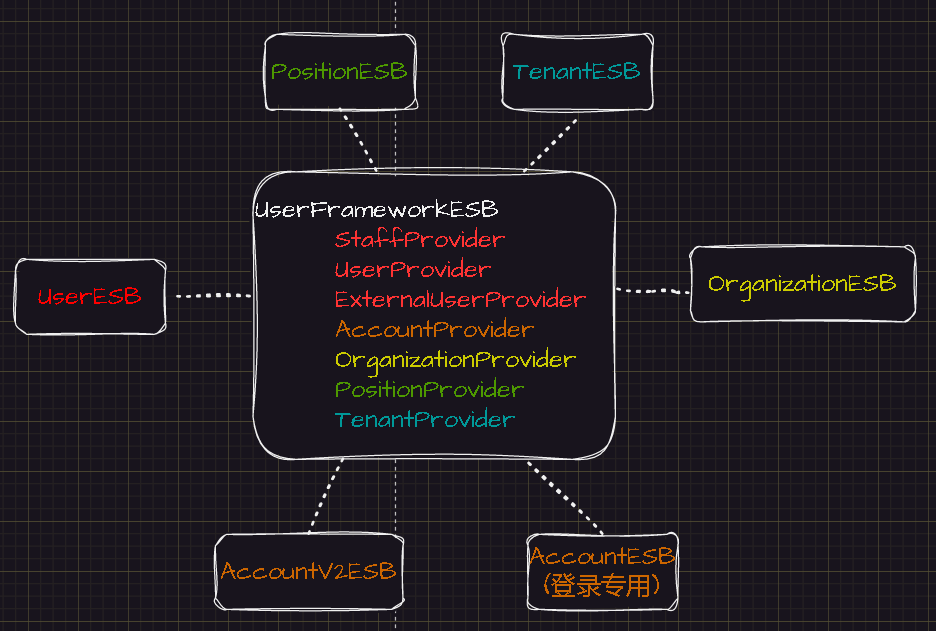 PositionESB
TenantESB
UserFrameworkESB
StaffProvider
UserProvider
ExternalUserProvider
AccountProvider
OrganizationProvider
PositionProvider
TenantProvider
UserESB
OrganizationESB
AccountV2ESB
AccountESB
(登录专用)